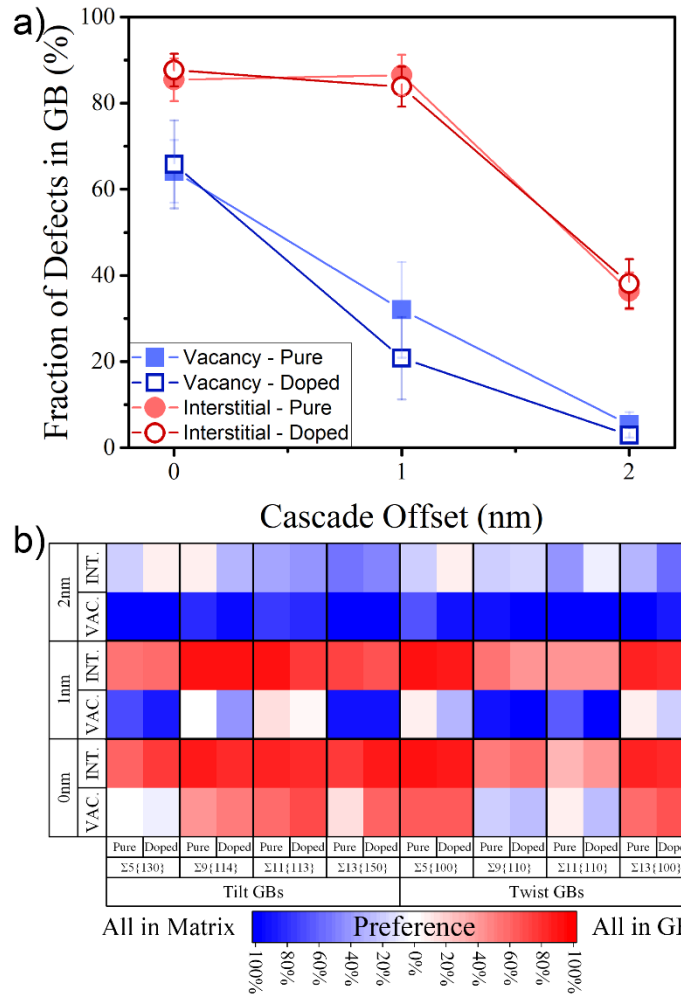 a)
Fraction of Defects in GB (%)
100
80
60
40
20
0
Vacancy - Pure
Vacancy - Doped
Interstitial - Pure
Interstitial - Doped
0 1 2
Cascade Offset (nm)
b)
2nm INT.
VAC.
1nm INT.
VAC.
0nm INT.
VAC.
Pure Doped Pure Doped Pure Doped Pure Doped Pure Doped Pure Doped Pure Doped Pure Doped
Σ5{130} Σ9{114} Σ11{113} Σ13{150} Σ5{100} Σ9{110} Σ11{110} Σ13{100}
Tilt GBs Twist GBs
All in Matrix Preference All in GB
100% 80% 60% 40% 20% 0% 20% 40% 60% 80% 100%